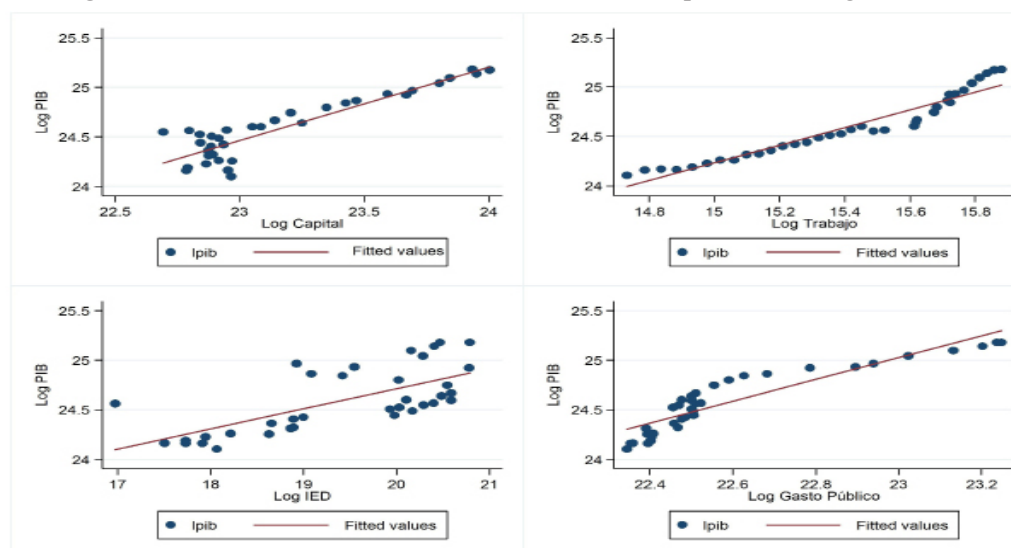 25.5
25
24.5
24
Log PIB
22.5 23 23.5 24
Log Capital
lpib Fitted values
25.5
25
24.5
24
Log PIB
14.8 15 15.2 15.4 15.6 15.8
Log Trabajo
lpib Fitted values
25.5
25
24.5
24
Log PIB
17 18 19 20 21
Log IED
lpib Fitted values
25.5
25
24.5
24
Log PIB
22.4 22.6 22.8 23 23.2
Log Gasto Público
lpib Fitted values